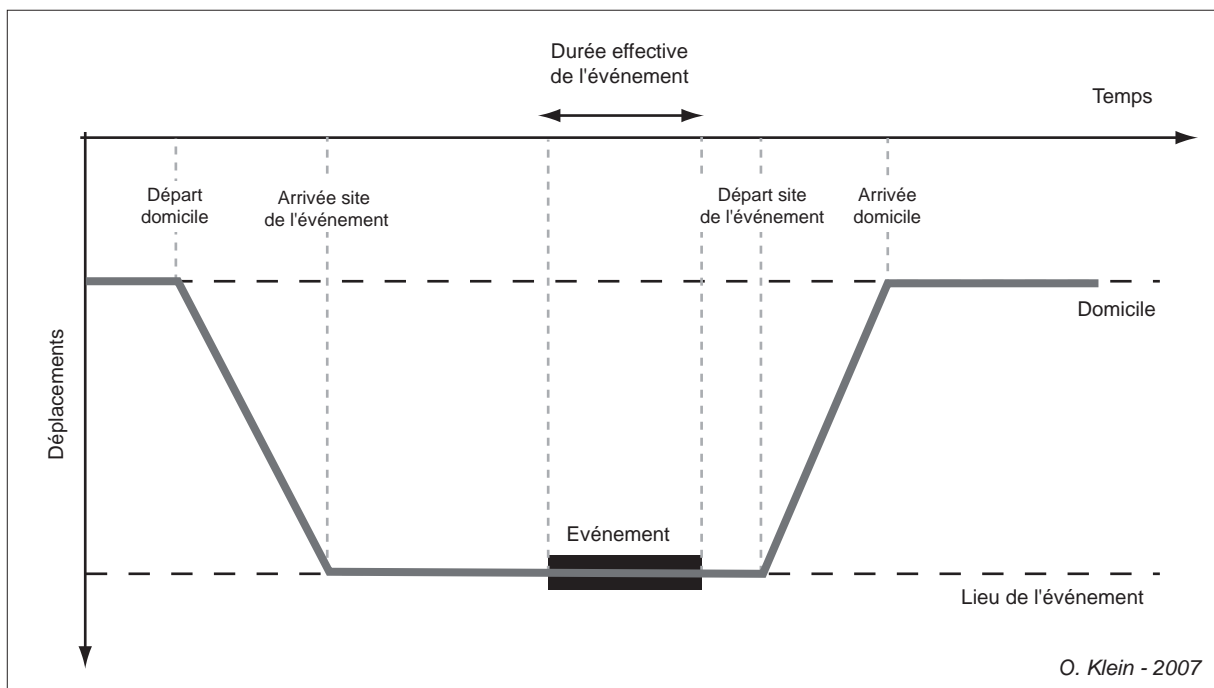 Durée effective
de l'événement
Temps
Départ
domicile
Arrivée site
de l'événement
Départ site
de l'événement
Arrivée
domicile
Domicile
Déplacements
Evénement
Lieu de l'événement
O. Klein - 2007